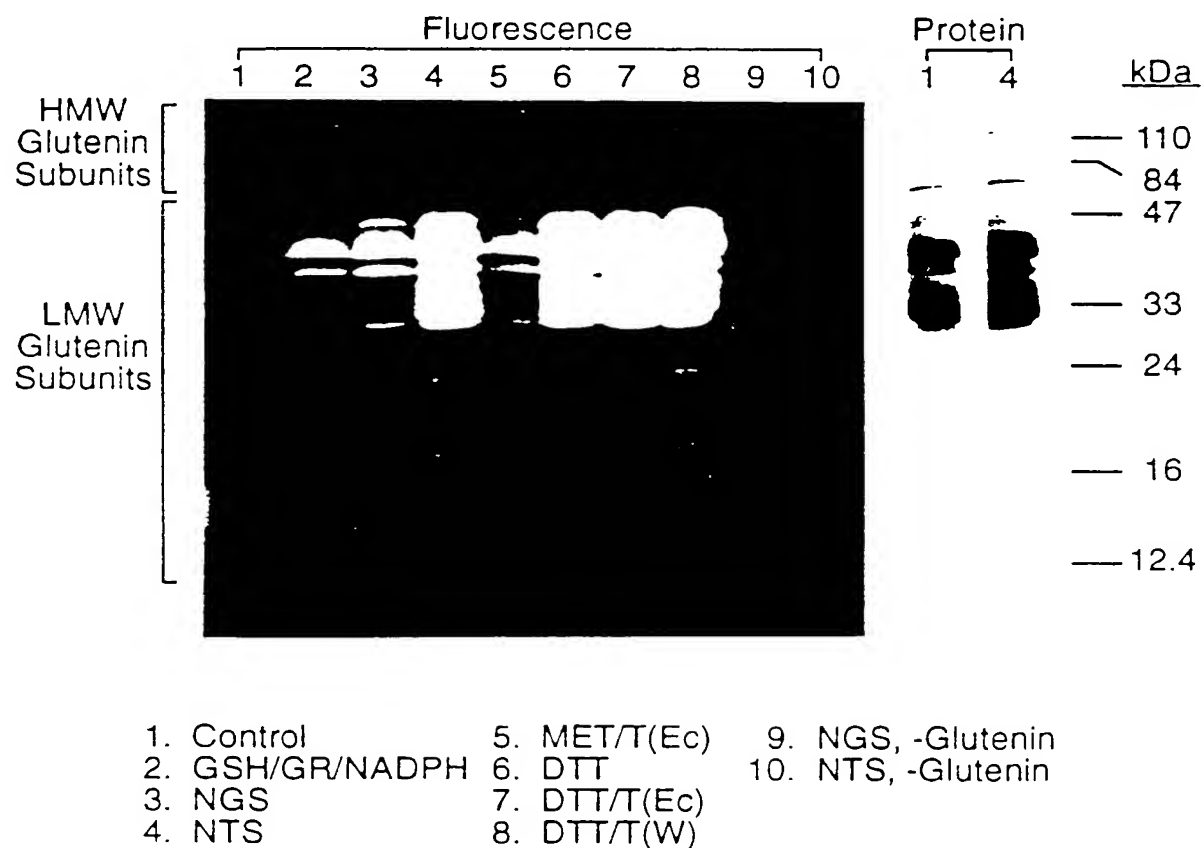 Fluorescence
Protein
1 2 3 4 5 6 7 8 9 10
1 4
kDa
HMW
Glutenin
Subunits
LMW
Glutenin
Subunits
110
84
47
33
24
16
12.4
1. Control
2. GSH/GR/NADPH
3. NGS
4. NTS
5. MET/T(Ec)
6. DTT
7. DTT/T(Ec)
8. DTT/T(W)
9. NGS, -Glutenin
10. NTS, -Glutenin